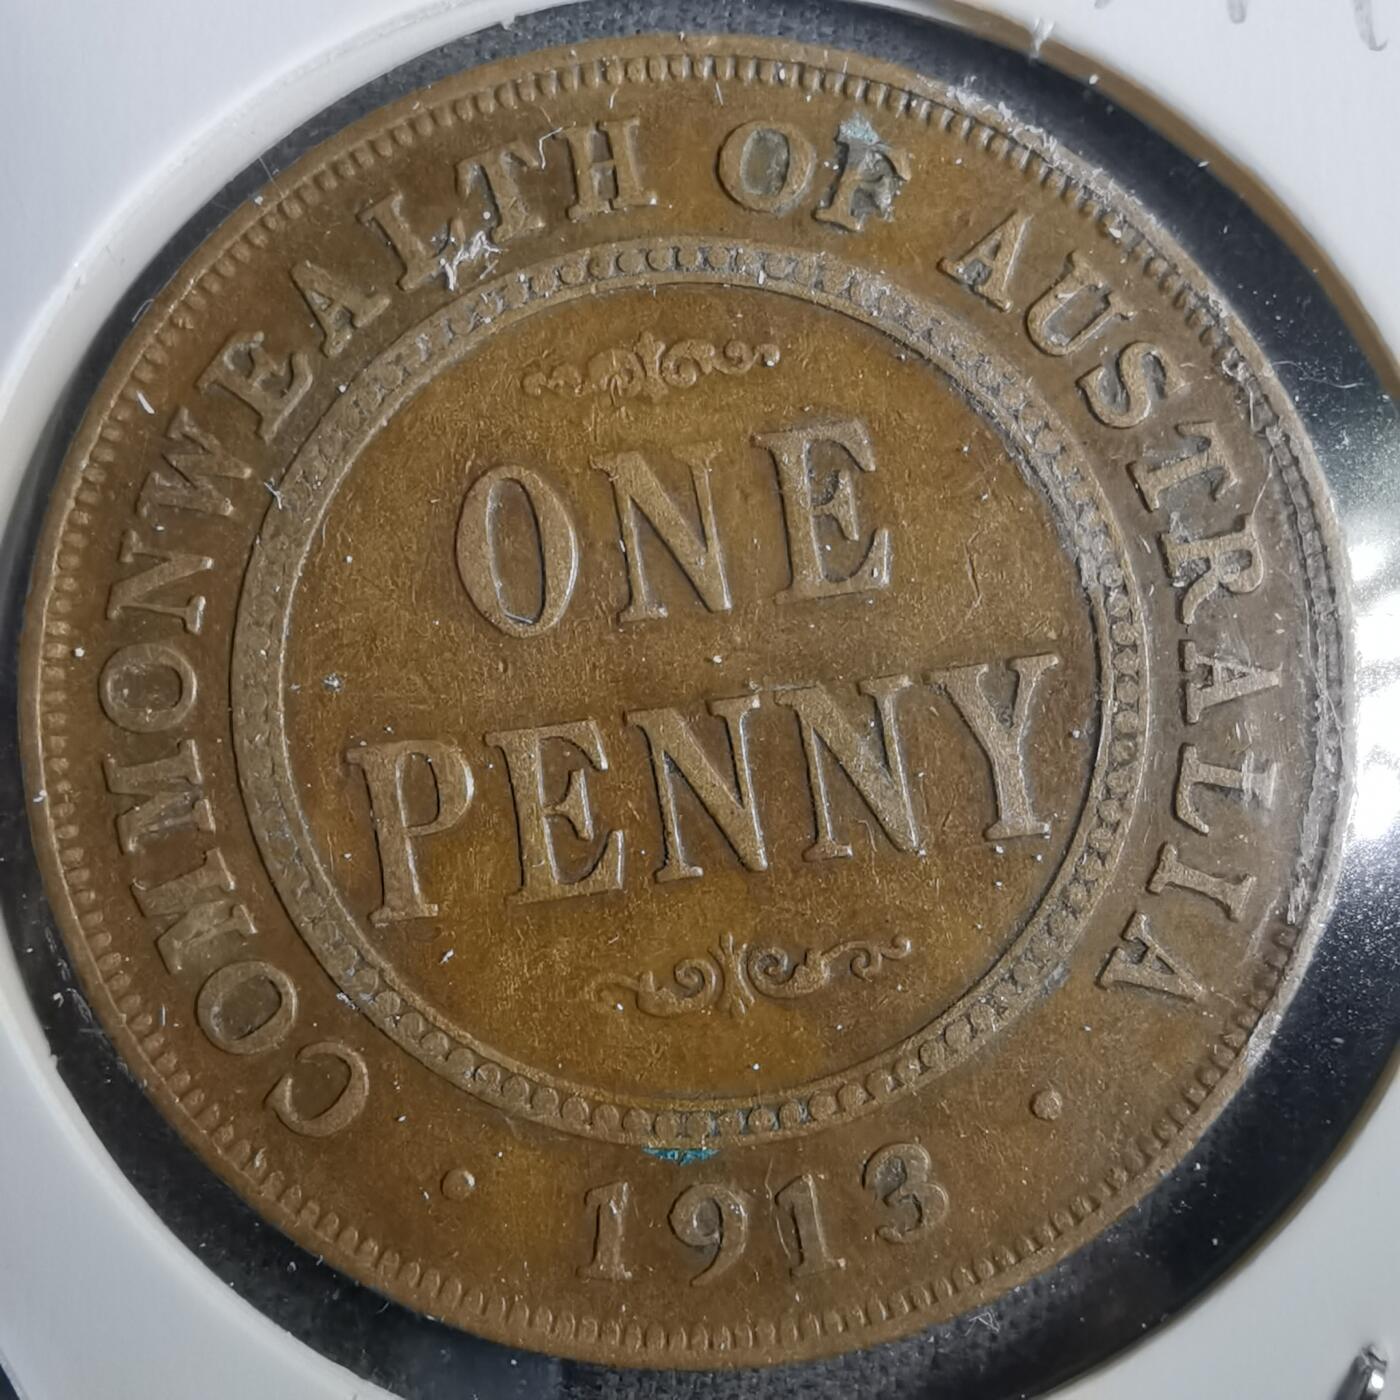 COMMONWEALTH OF AUSTRALIA
ONE
PENNY
1913